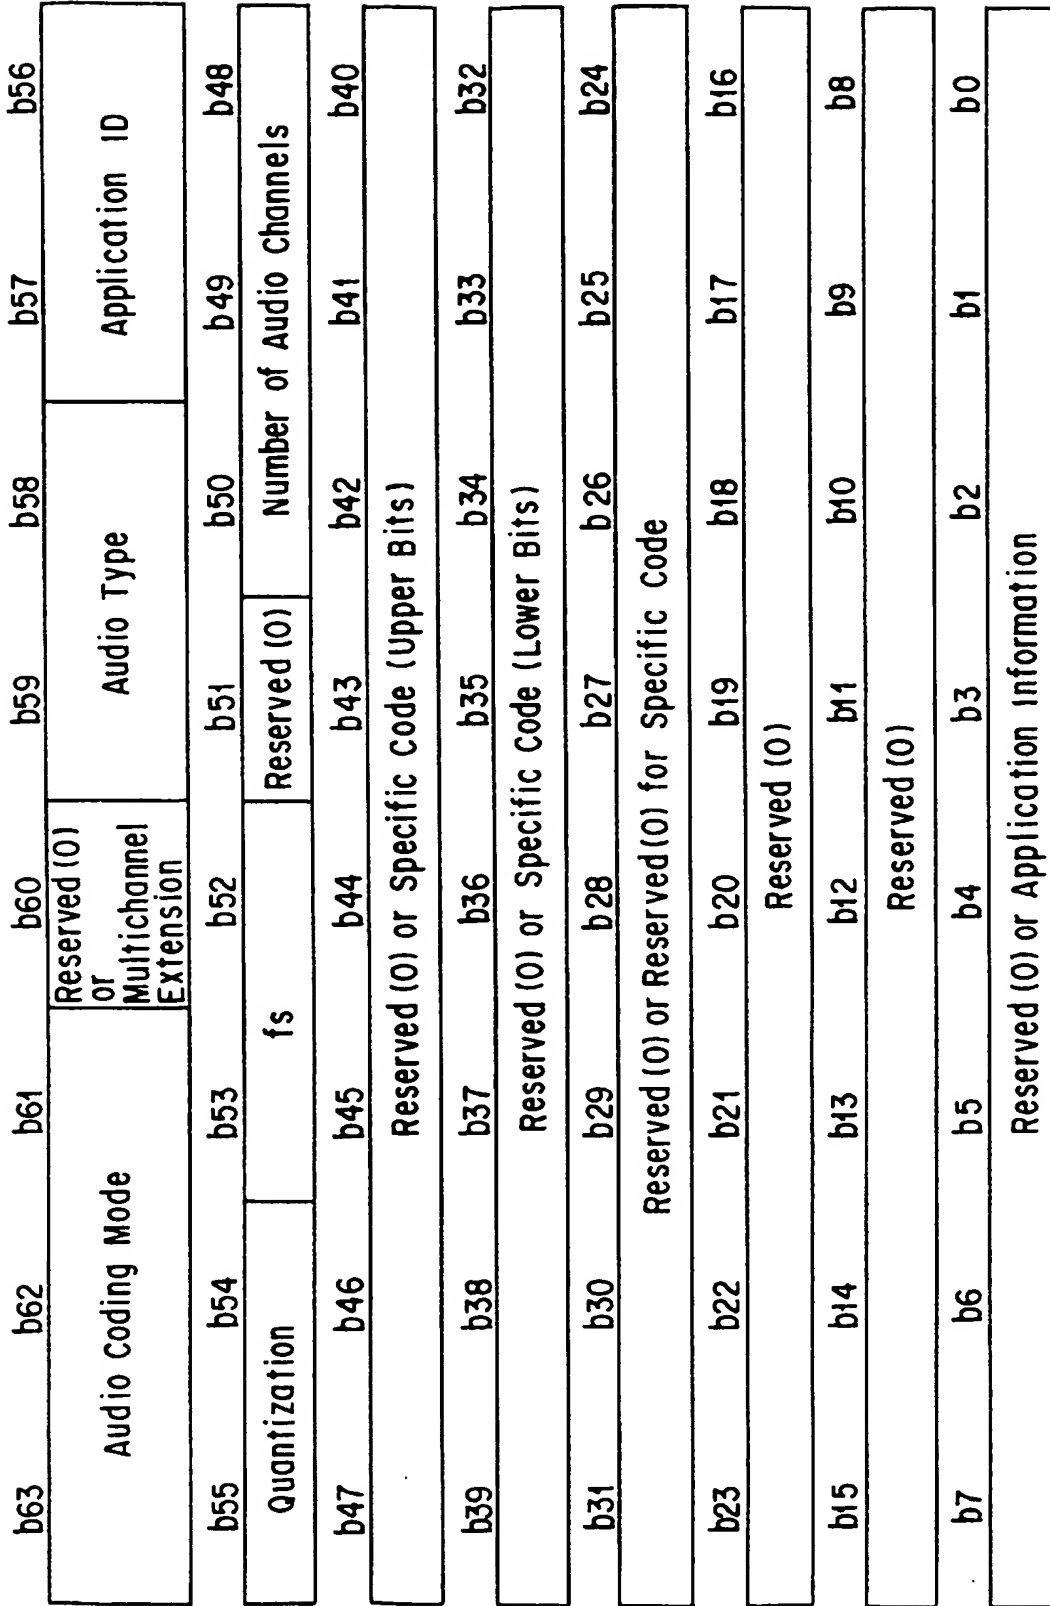 b63 b62 b61 b60 b59 b58 b57 b56
Audio Coding Mode
Reserved (0)
or
Multichannel
Extension
Audio Type
Application ID
b55 b54 b53 b52 b51 b50 b49 b48
Quantization
fs
Reserved (0)
Number of Audio Channels
b47 b46 b45 b44 b43 b42 b41 b40
Reserved (0) or Specific Code (Upper Bits)
b39 b38 b37 b36 b35 b34 b33 b32
Reserved (0) or Specific Code (Lower Bits)
b31 b30 b29 b28 b27 b26 b25 b24
Reserved (0) or Reserved (0) for Specific Code
b23 b22 b21 b20 b19 b18 b17 b16
Reserved (0)
b15 b14 b13 b12 b11 b10 b9 b8
Reserved (0)
b7 b6 b5 b4 b3 b2 b1 b0
Reserved (0) or Application Information